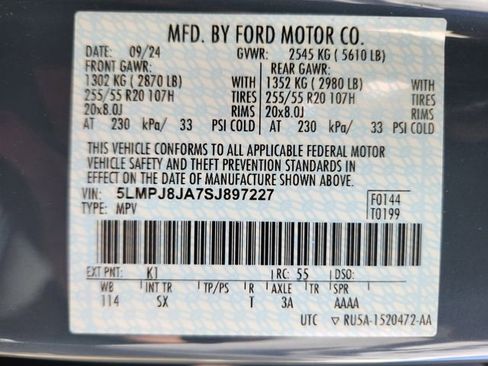 MFD. BY FORD MOTOR CO.
DATE: 09/24 GVWR: 2545 KG ( 5610 LB)
FRONT GAWR: REAR GAWR:
1302 KG ( 2870 LB) WITH 1352 KG ( 2980 LB) WITH
255/55 R20 107H TIRES 255/55 R20 107H TIRES
20x8.0J RIMS 20x8.0J RIMS
AT 230 kPa/ 33 PSI COLD AT 230 kPa/ 33 PSI COLD
THIS VEHICLE CONFORMS TO ALL APPLICABLE FEDERAL MOTOR
VEHICLE SAFETY AND THEFT PREVENTION STANDARDS IN
EFFECT ON THE DATE OF MANUFACTURE SHOWN ABOVE.
VIN: 5LMPJ8JA7SJ897227 F0144
TYPE: MPV T0199
EXT PNT: K1 RC: 55 DSO:
WB INT TR TP/PS R AXLE TR SPR
114 SX T 3A AAAA
UTC RU5A-1520472-AA